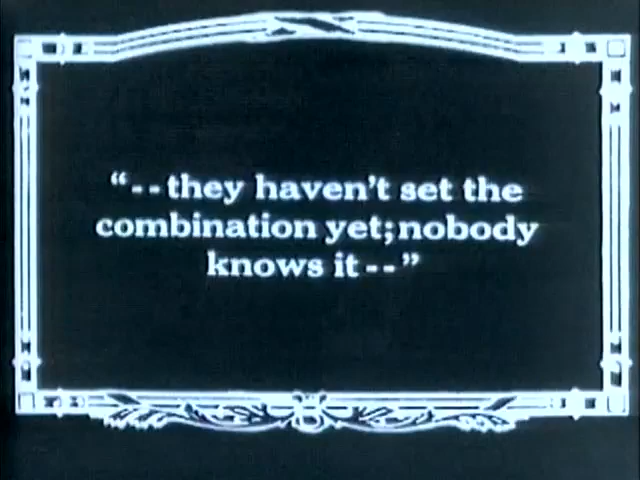 “--they haven't set the
combination yet;nobody
knows it--”